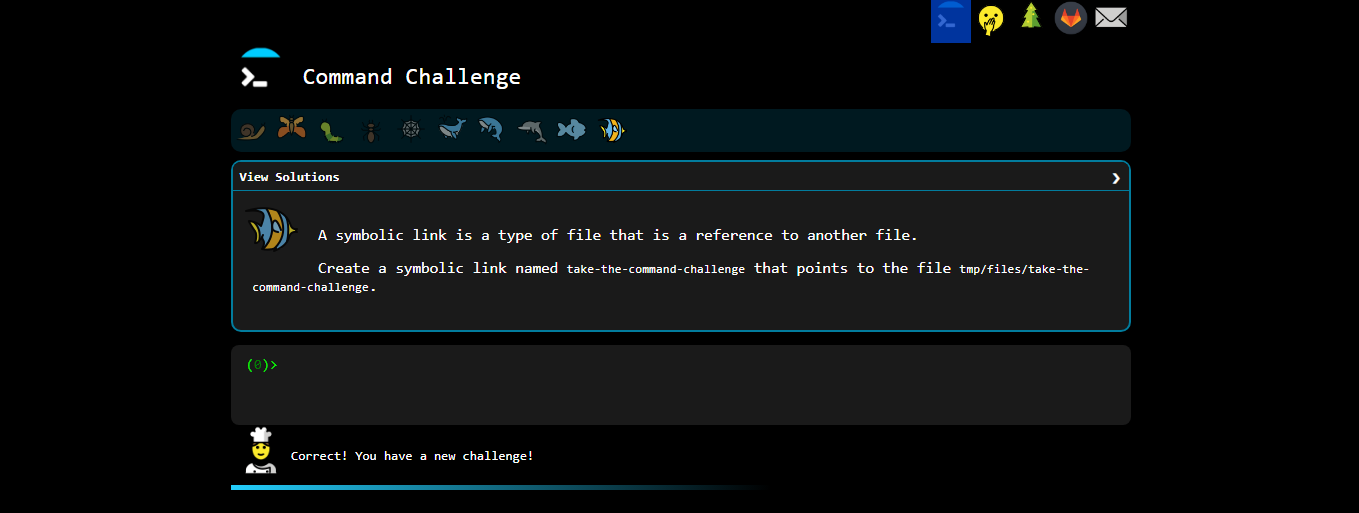 Command Challenge
View Solutions
A symbolic link is a type of file that is a reference to another file.
Create a symbolic link named take-the-command-challenge that points to the file tmp/files/take-the-
command-challenge.
(0)>
Correct! You have a new challenge!